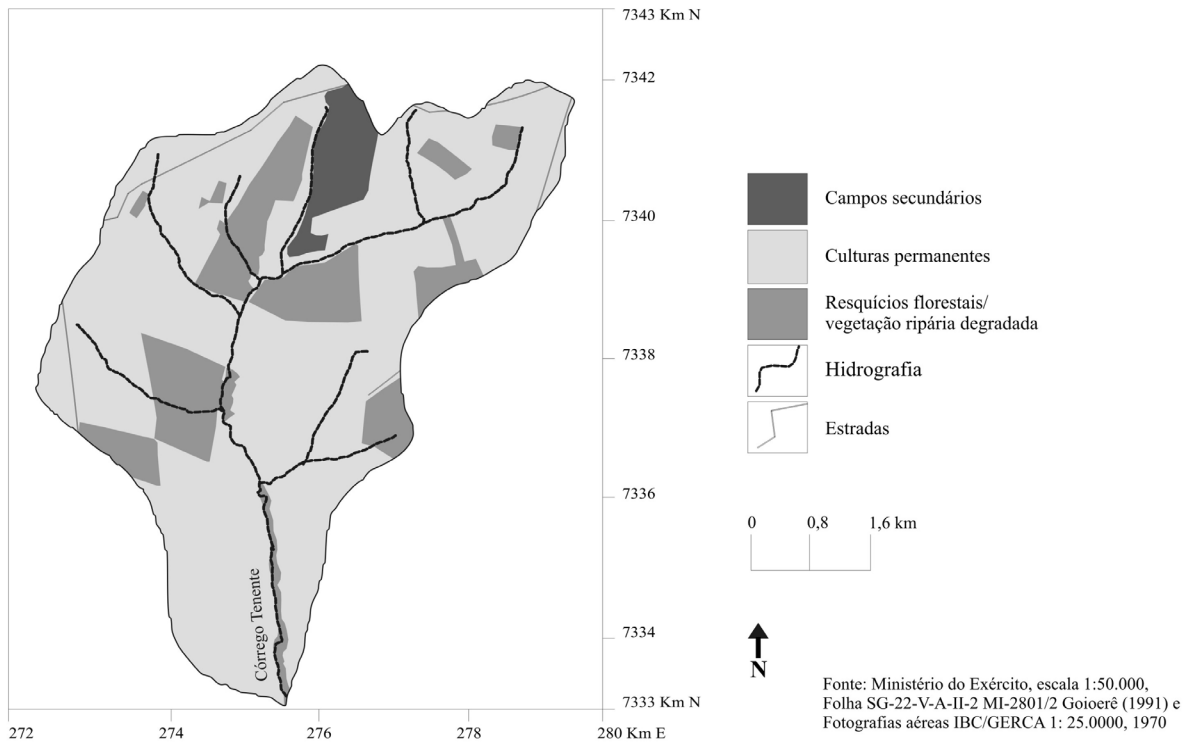 7343 Km N
7342
7340
7338
7336
7334
7333 Km N
272
274
276
278
280 Km E
Córrego Tenente
Campos secundários
Culturas permanentes
Resquícios florestais/
vegetação ripária degradada
Hidrografia
Estradas
0 0,8 1,6 km
N
Fonte: Ministério do Exército, escala 1:50.000,
Folha SG-22-V-A-II-2 MI-2801/2 Goioerê (1991) e
Fotografias aéreas IBC/GERCA 1: 25.0000, 1970